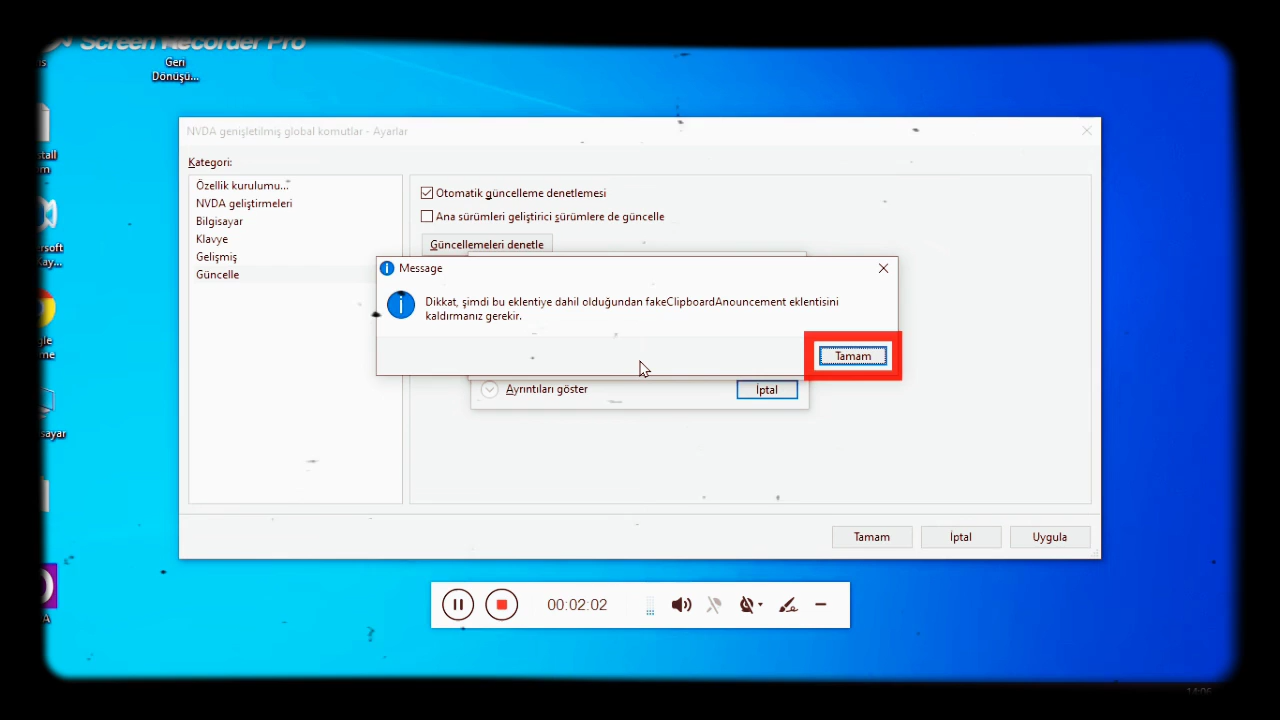 Screen Recorder Pro
Geri
Dönüşü...
NVDA genişletilmiş global komutlar - Ayarlar
Kategori:
Özellik kurulumu...
NVDA geliştirmeleri
Bilgisayar
Klavye
Gelişmiş
Güncelle
Otomatik güncelleme denetlemesi
Ana sürümleri geliştirici sürümlere de güncelle
Güncellemeleri denetle
Message
Dikkat, şimdi bu eklentiye dahil olduğundan fakeClipboardAnouncement eklentisini
kaldırmanız gerekir.
Tamam
Ayrıntıları göster
İptal
Tamam
İptal
Uygula
00:02:02
14:06